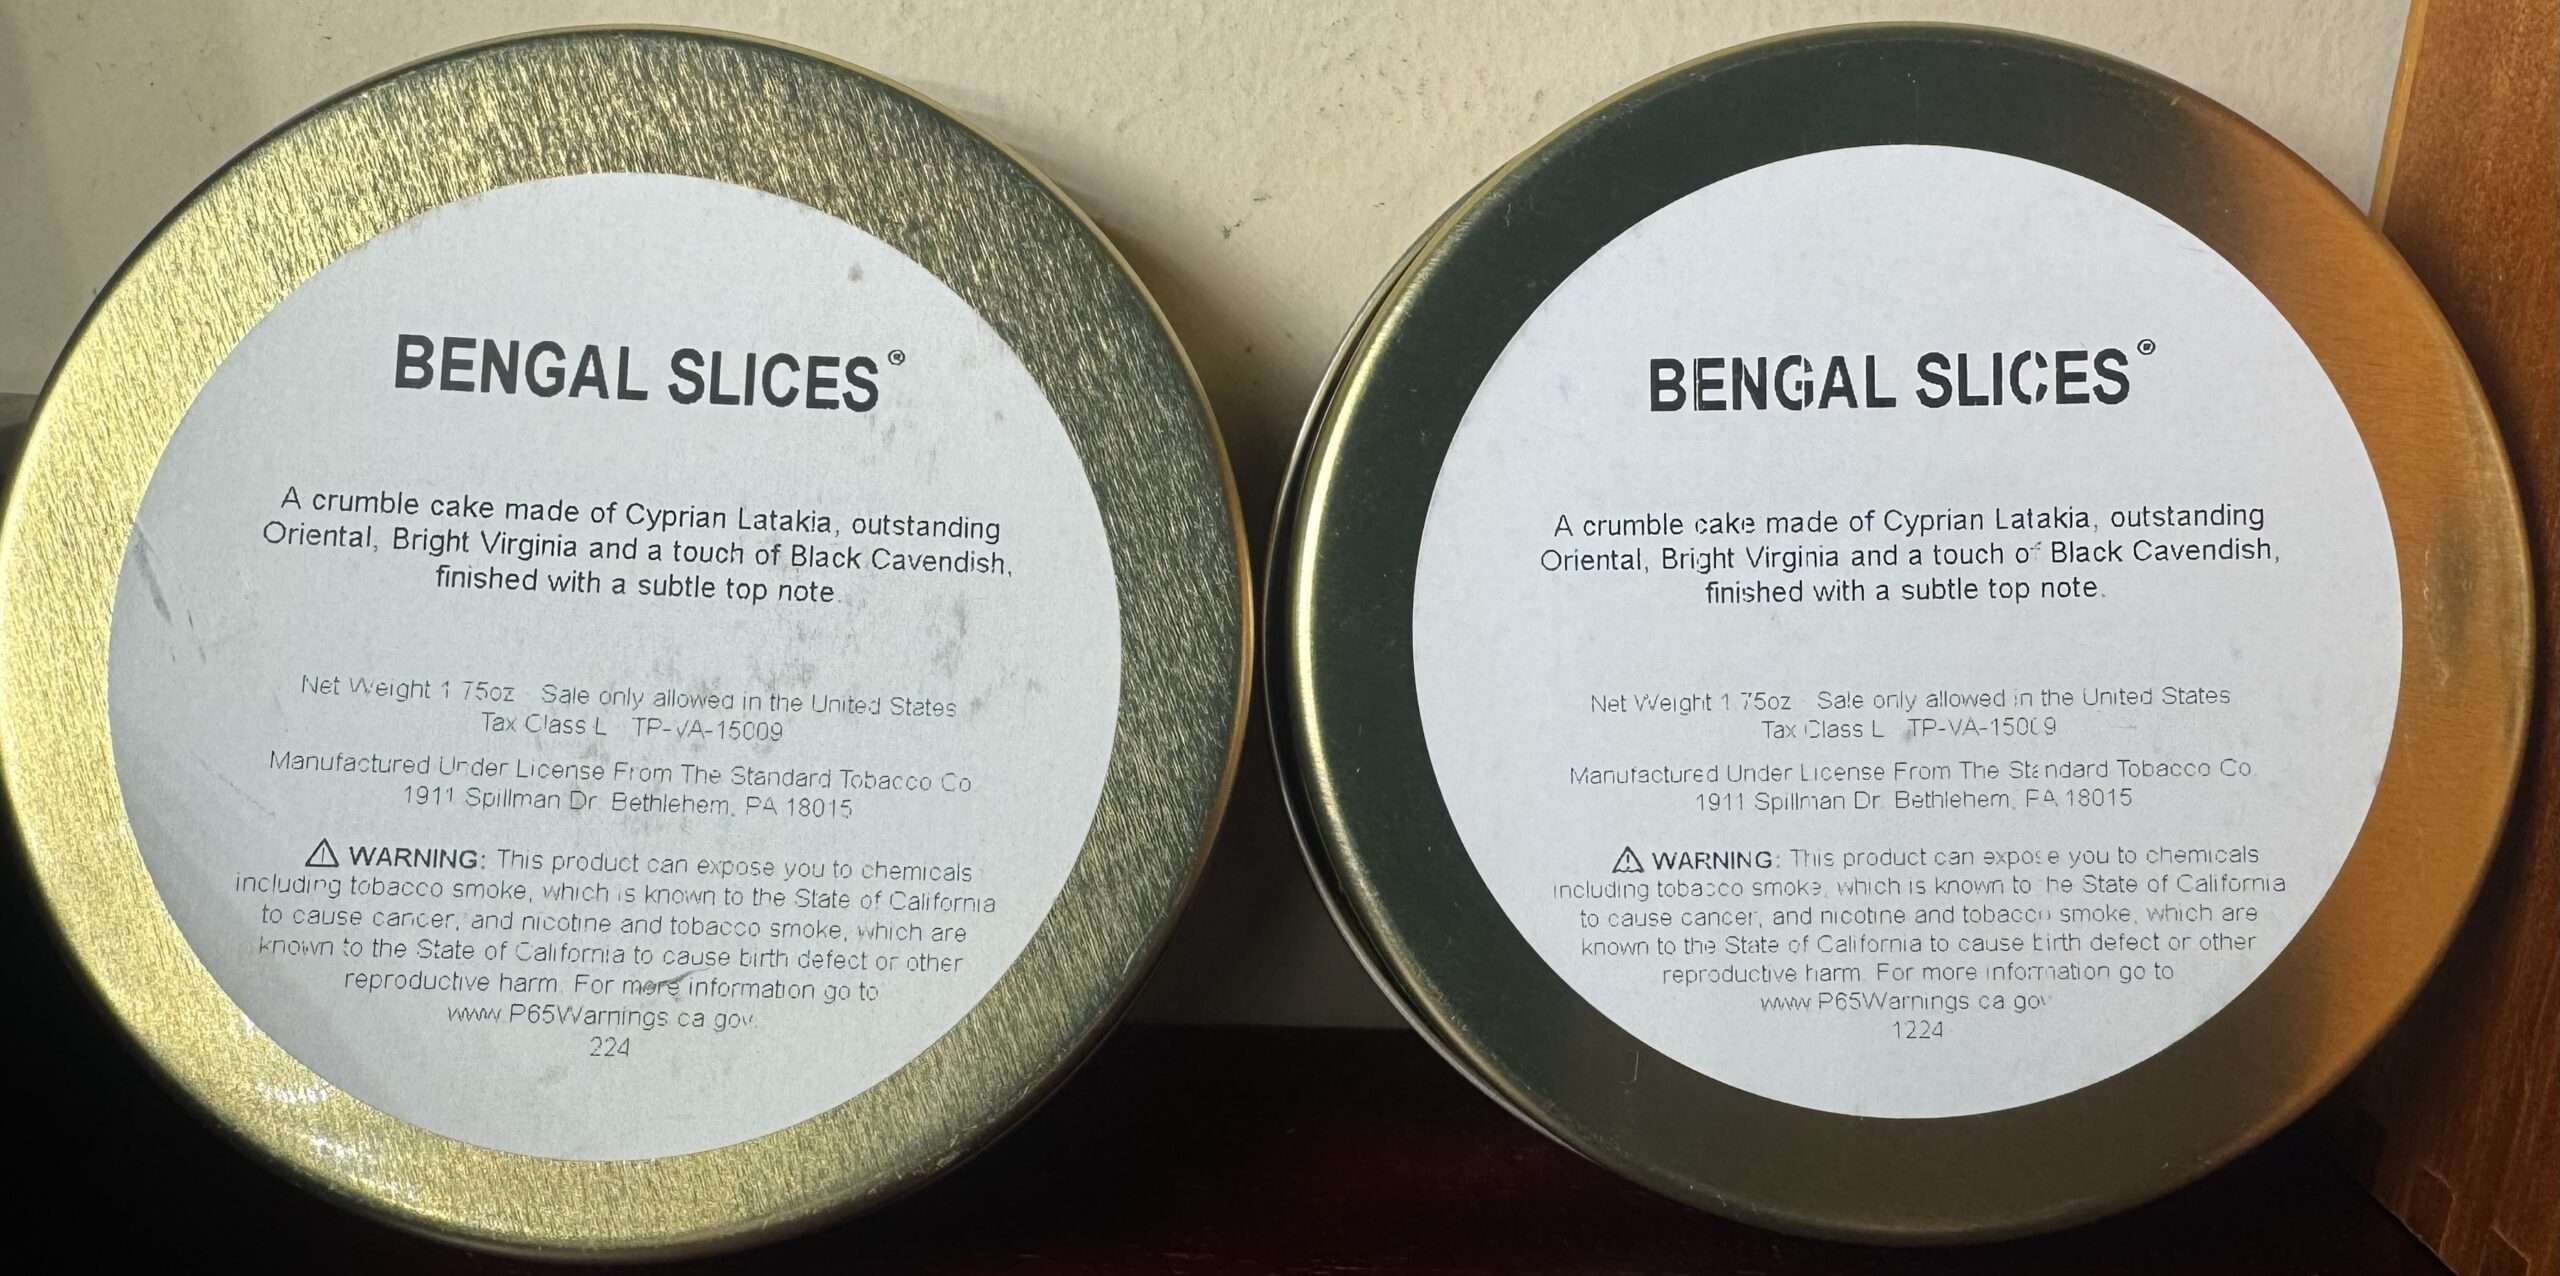 BENGAL SLICES®
A crumble cake made of Cyprian Latakia, outstanding
Oriental, Bright Virginia and a touch of Black Cavendish,
finished with a subtle top note.
Net Weight 1.75oz Sale only allowed in the United States
Tax Class L TP-VA-15009
Manufactured Under License From The Standard Tobacco Co.
1911 Spillman Dr. Bethlehem, PA 18015
⚠ WARNING: This product can expose you to chemicals
including tobacco smoke, which is known to the State of California
to cause cancer, and nicotine and tobacco smoke, which are
known to the State of California to cause birth defect or other
reproductive harm. For more information go to
www.P65Warnings.ca.gov.
224
BENGAL SLICES®
A crumble cake made of Cyprian Latakia, outstanding
Oriental, Bright Virginia and a touch of Black Cavendish,
finished with a subtle top note.
Net Weight 1.75oz Sale only allowed in the United States
Tax Class L TP-VA-15009
Manufactured Under License From The Standard Tobacco Co.
1911 Spillman Dr. Bethlehem, PA 18015
⚠ WARNING: This product can expose you to chemicals
including tobacco smoke, which is known to the State of California
to cause cancer, and nicotine and tobacco smoke, which are
known to the State of California to cause birth defect or other
reproductive harm. For more information go to
www.P65Warnings.ca.gov
1224